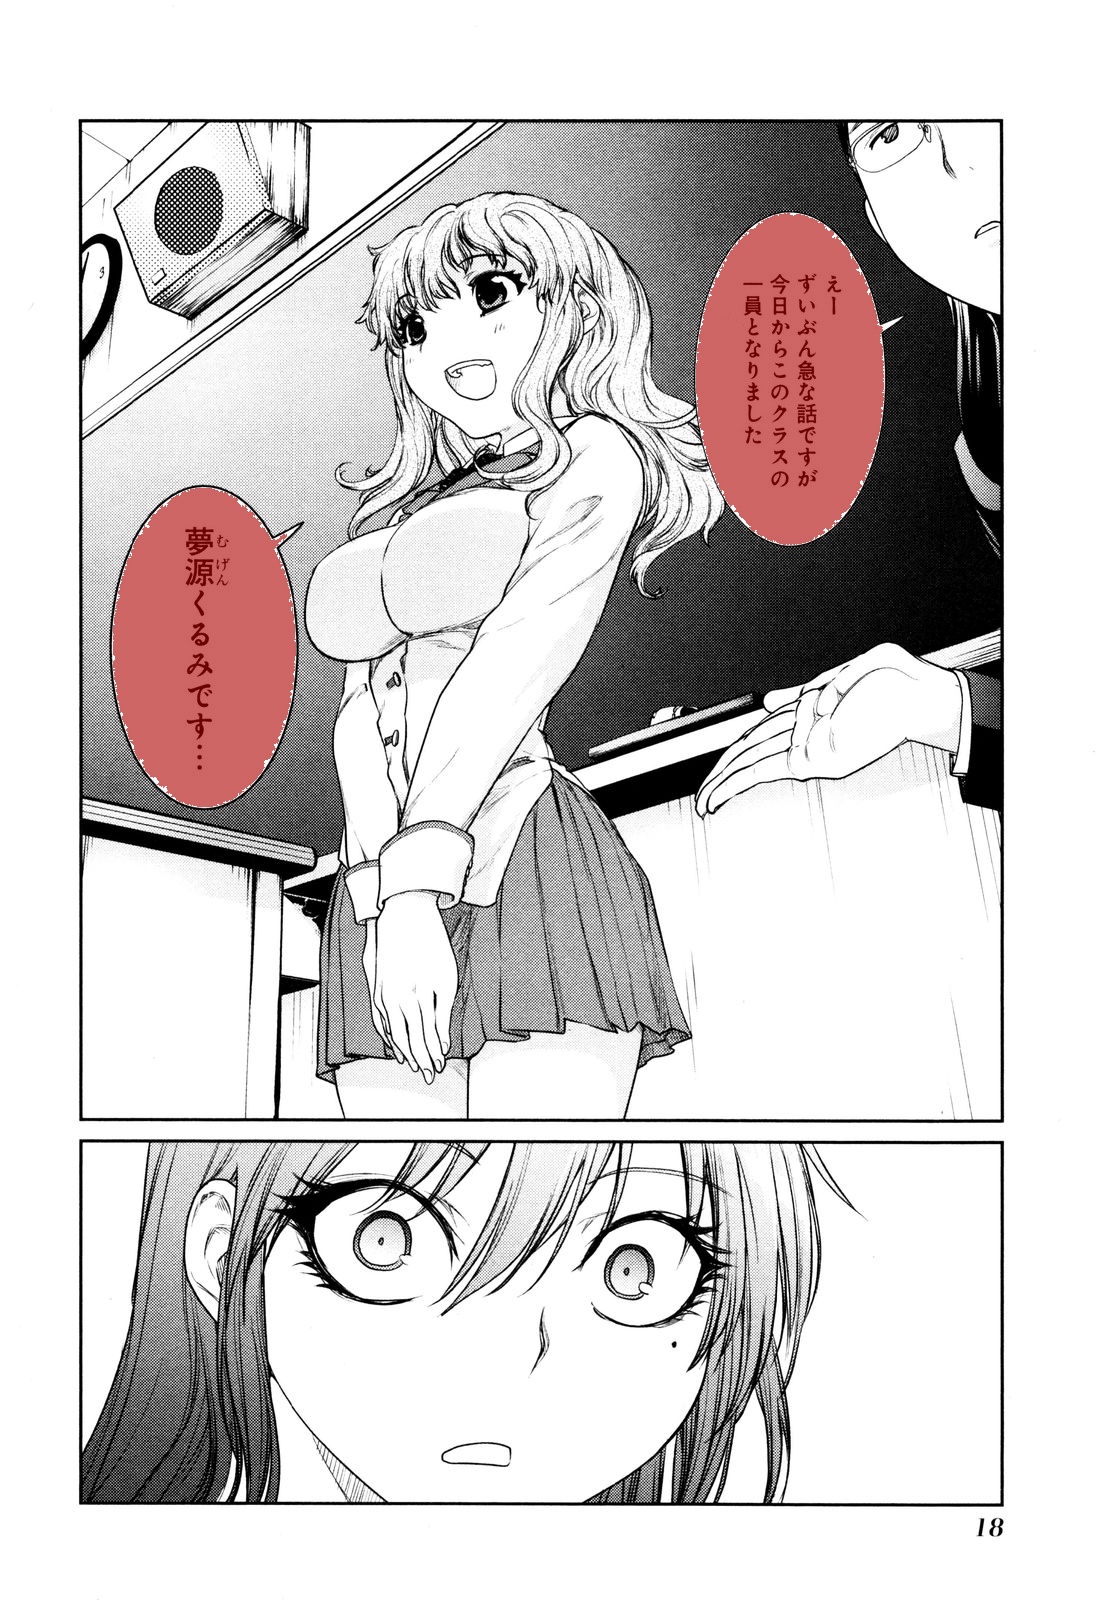 えー
ずいぶん急な話ですが
今日からこのクラスの
一員となりました
夢源くるみです…
むげん
3
18